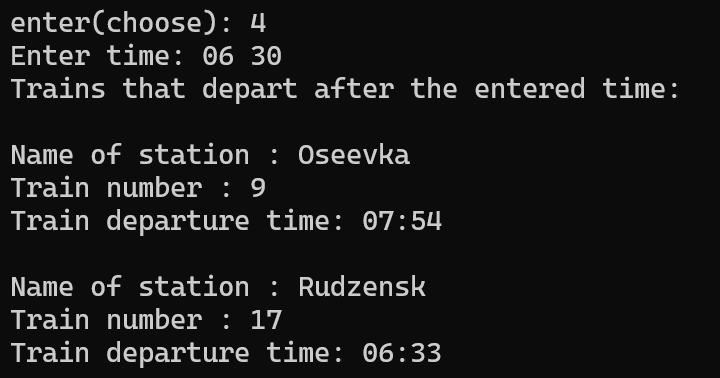 enter(choose): 4
Enter time: 06 30
Trains that depart after the entered time:
Name of station : Oseevka
Train number : 9
Train departure time: 07:54
Name of station : Rudzensk
Train number : 17
Train departure time: 06:33